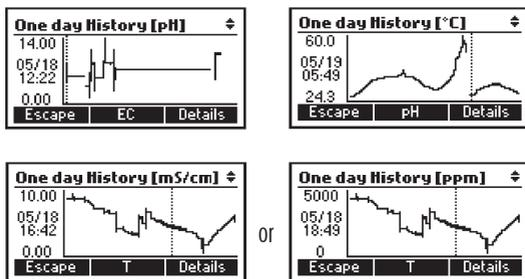 One day History [pH]
14.00
05/18
12:22
0.00
Escape EC Details
One day History [°C]
60.0
05/19
05:49
24.3
Escape pH Details
One day History [mS/cm]
10.00
05/18
16:42
0.00
Escape T Details
or
One day History [ppm]
5000
05/18
18:49
0
Escape T Details